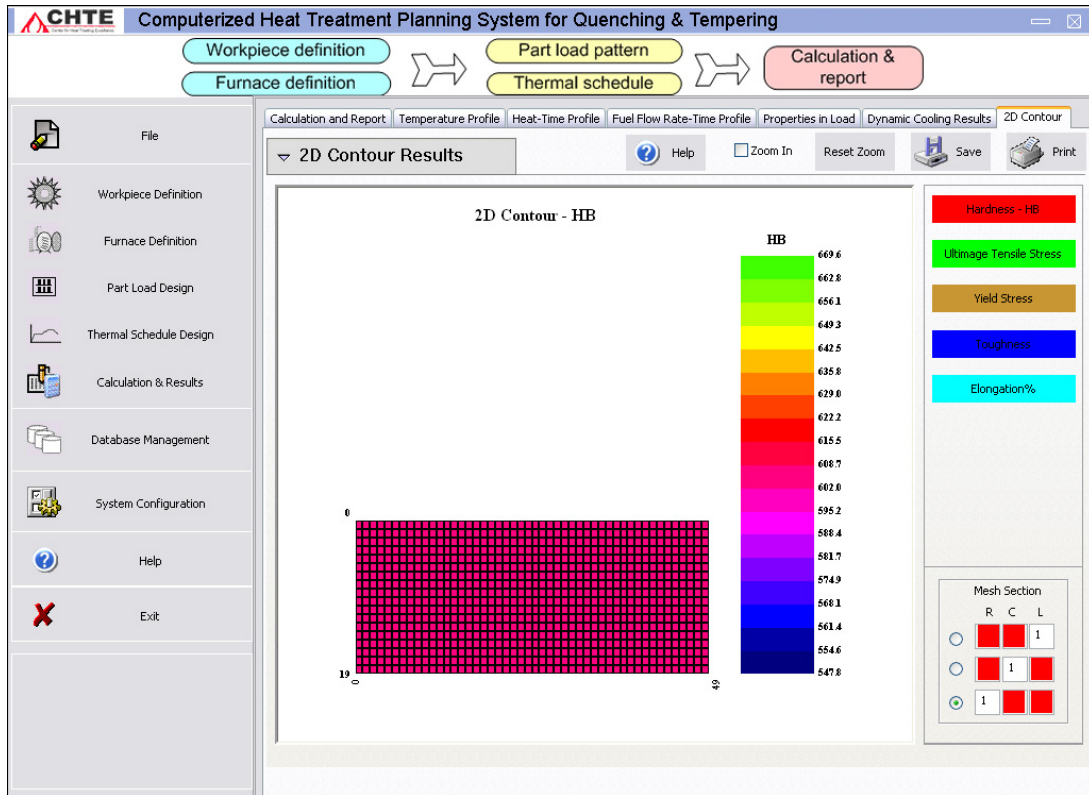 CHTE
Computerized Heat Treatment Planning System for Quenching & Tempering
Workpiece definition
Furnace definition
Part load pattern
Thermal schedule
Calculation &
report
File
Workpiece Definition
Furnace Definition
Part Load Design
Thermal Schedule Design
Calculation & Results
Database Management
System Configuration
Help
Exit
Calculation and Report
Temperature Profile
Heat-Time Profile
Fuel Flow Rate-Time Profile
Properties in Load
Dynamic Cooling Results
2D Contour
2D Contour Results
Help
Zoom In
Reset Zoom
Save
Print
2D Contour - HB
HB
669.6
662.8
656.1
649.3
642.5
635.8
629.0
622.2
615.5
608.7
602.0
595.2
588.4
581.7
574.9
568.1
561.4
554.6
547.8
0
19
0
49
Hardness - HB
Ultimage Tensile Stress
Yield Stress
Toughness
Elongation%
Mesh Section
R C L
1
1
1